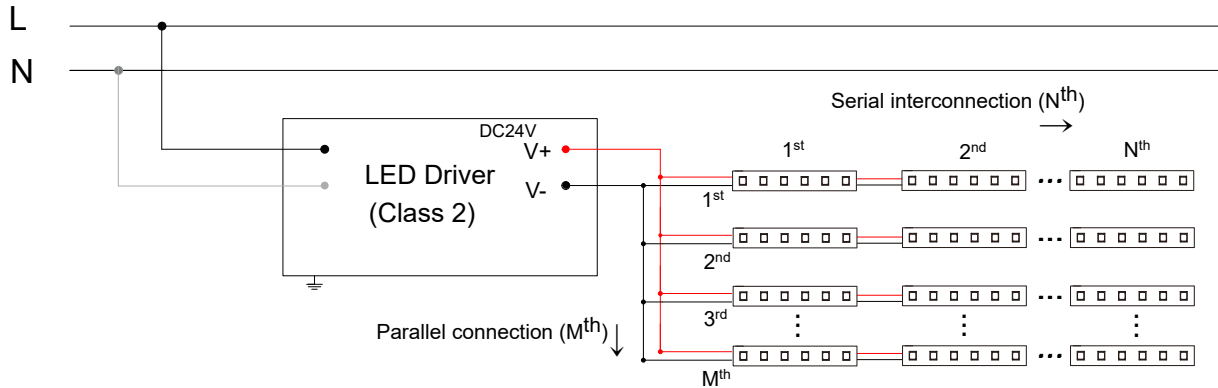 L
N
Serial interconnection (Nth)
DC24V
V+
LED Driver
V-
(Class 2)
1st
2nd
Nth
1st
2nd
3rd
Parallel connection (Mth)
Mth